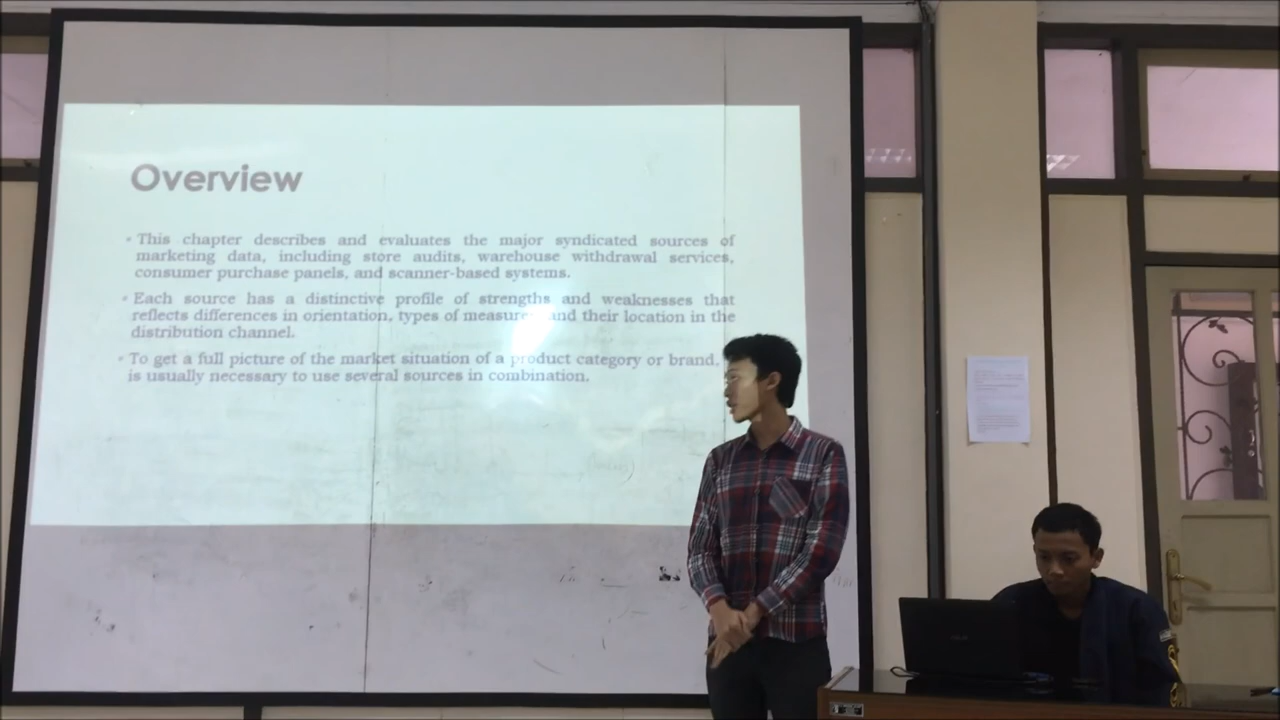 Overview
This chapter describes and evaluates the major syndicated sources of
marketing data, including store audits, warehouse withdrawal services,
consumer purchase panels, and scanner-based systems.
Each source has a distinctive profile of strengths and weaknesses that
reflects differences in orientation, types of measures and their location in the
distribution channel.
To get a full picture of the market situation of a product category or brand,
is usually necessary to use several sources in combination.